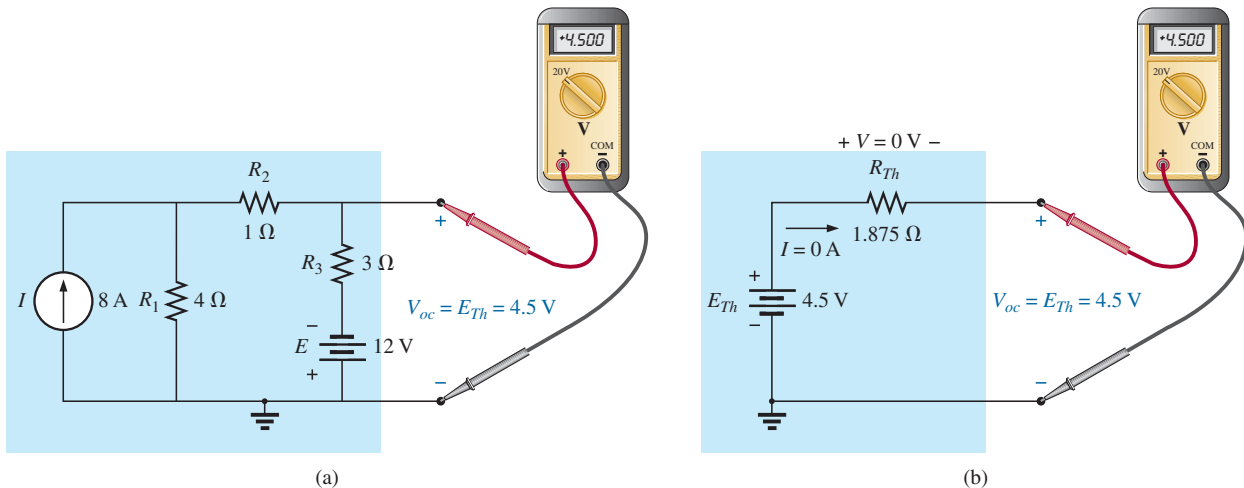 +4.500
20V
V
+
COM
−
R2
1 Ω
+
R3
3 Ω
I
8 A
R1
4 Ω
Voc = ETh = 4.5 V
−
E
12 V
+
−
(a)
+4.500
20V
V
+
COM
−
+ V = 0 V −
RTh
+
I = 0 A
1.875 Ω
+
ETh
4.5 V
−
Voc = ETh = 4.5 V
−
(b)